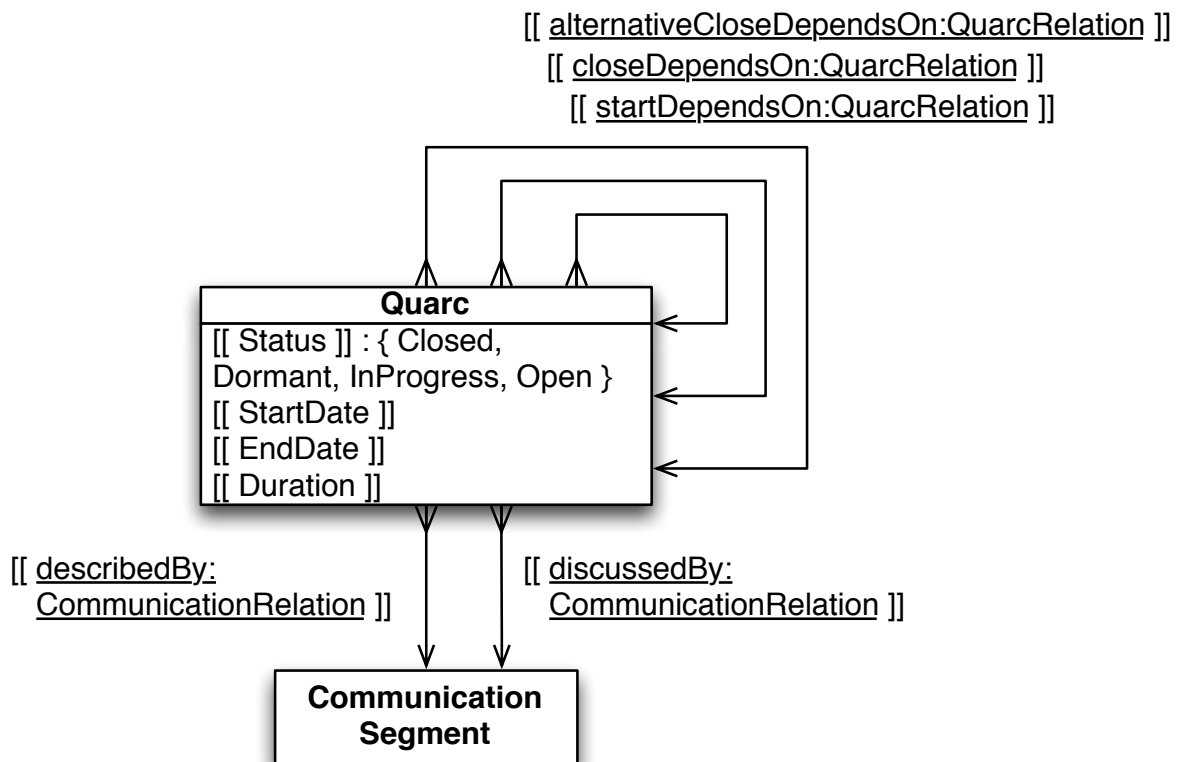 [[ alternativeCloseDependsOn:QuarcRelation ]]
[[ closeDependsOn:QuarcRelation ]]
[[ startDependsOn:QuarcRelation ]]
Quarc
[[ Status ]] : { Closed,
Dormant, InProgress, Open }
[[ StartDate ]]
[[ EndDate ]]
[[ Duration ]]
[[ describedBy:
CommunicationRelation ]]
[[ discussedBy:
CommunicationRelation ]]
Communication
Segment